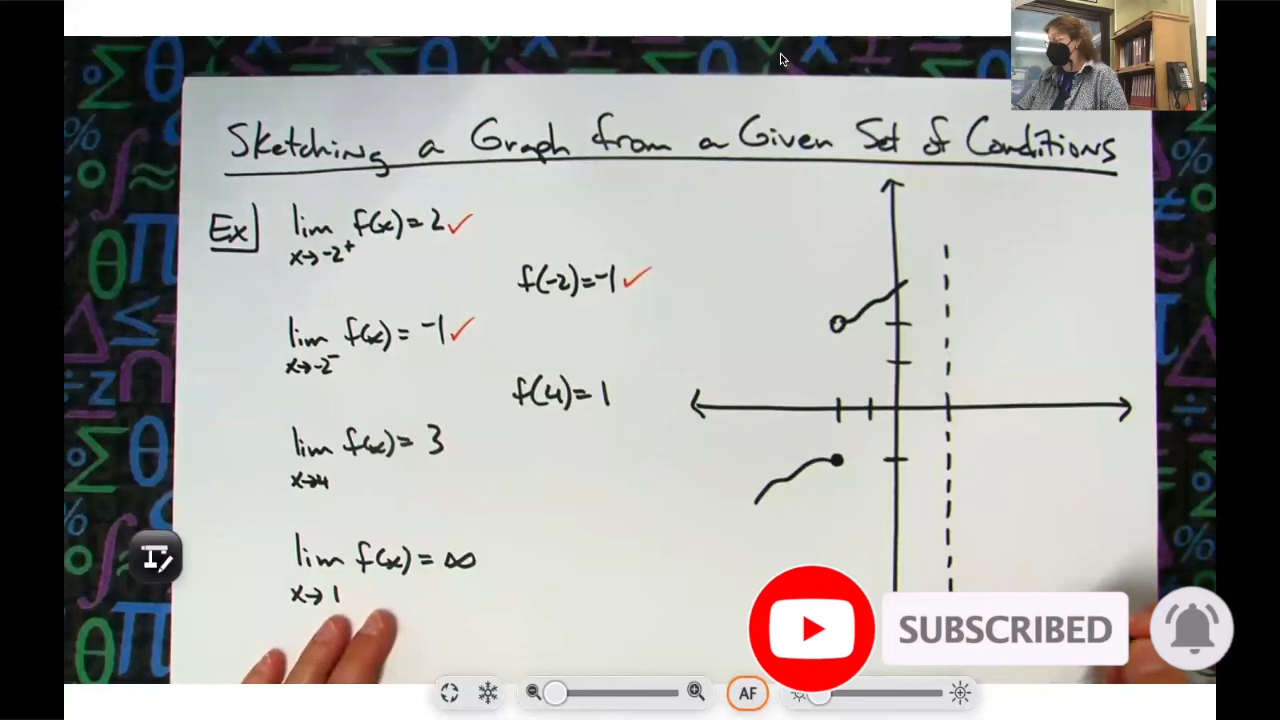 Sketching a Graph from a Given Set of Conditions
Ex
lim f(x) = 2 ✓
x→-2⁺
f(-2) = -1 ✓
lim f(x) = -1 ✓
x→-2⁻
f(4) = 1
lim f(x) = 3
x→4
lim f(x) = ∞
x→1
SUBSCRIBED
AF